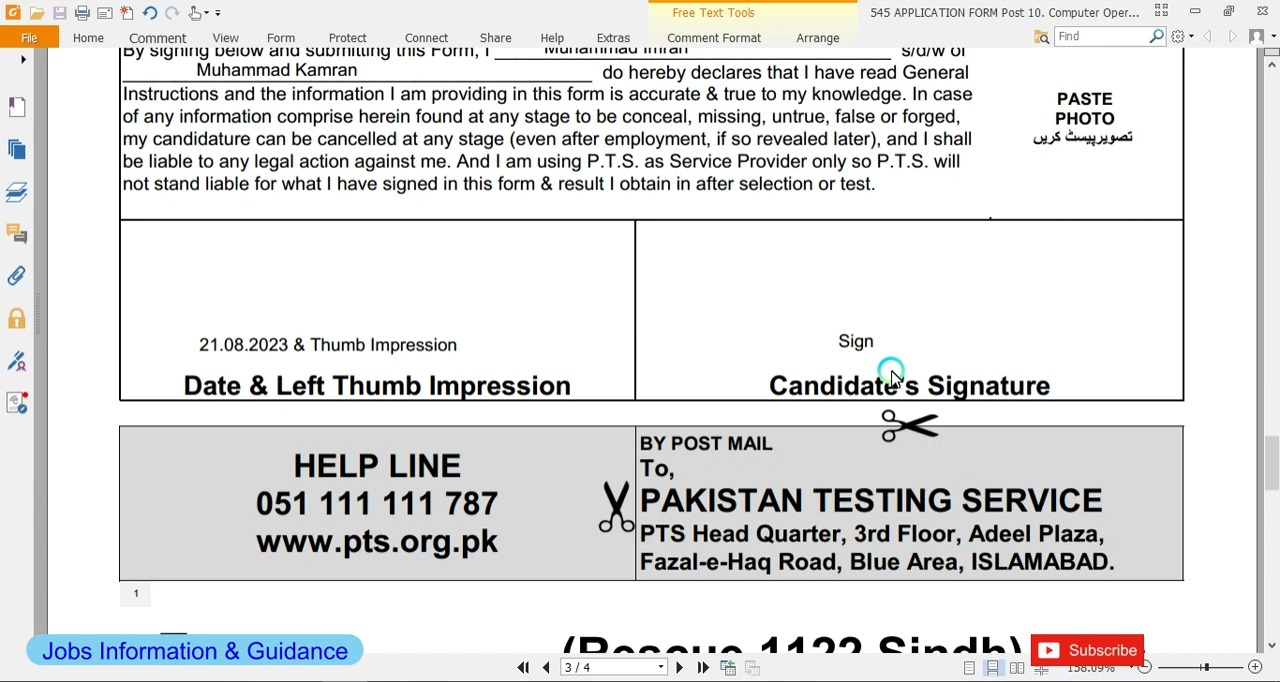 Free Text Tools
545 APPLICATION FORM Post 10. Computer Oper...
File Home Comment View Form Protect Connect Share Help Extras Comment Format Arrange Find
By signing below and submitting this Form, I Muhammad Imran s/d/w of
Muhammad Kamran do hereby declares that I have read General
Instructions and the information I am providing in this form is accurate & true to my knowledge. In case
of any information comprise herein found at any stage to be conceal, missing, untrue, false or forged,
my candidature can be cancelled at any stage (even after employment, if so revealed later), and I shall
be liable to any legal action against me. And I am using P.T.S. as Service Provider only so P.T.S. will
not stand liable for what I have signed in this form & result I obtain in after selection or test.
PASTE
PHOTO
تصویرپیسٹ کریں
21.08.2023 & Thumb Impression
Date & Left Thumb Impression
Sign
Candidate's Signature
HELP LINE
051 111 111 787
www.pts.org.pk
BY POST MAIL
To,
PAKISTAN TESTING SERVICE
PTS Head Quarter, 3rd Floor, Adeel Plaza,
Fazal-e-Haq Road, Blue Area, ISLAMABAD.
1
(Rescue 1122 Sindh)
Jobs Information & Guidance
Subscribe
3 / 4
138.09%